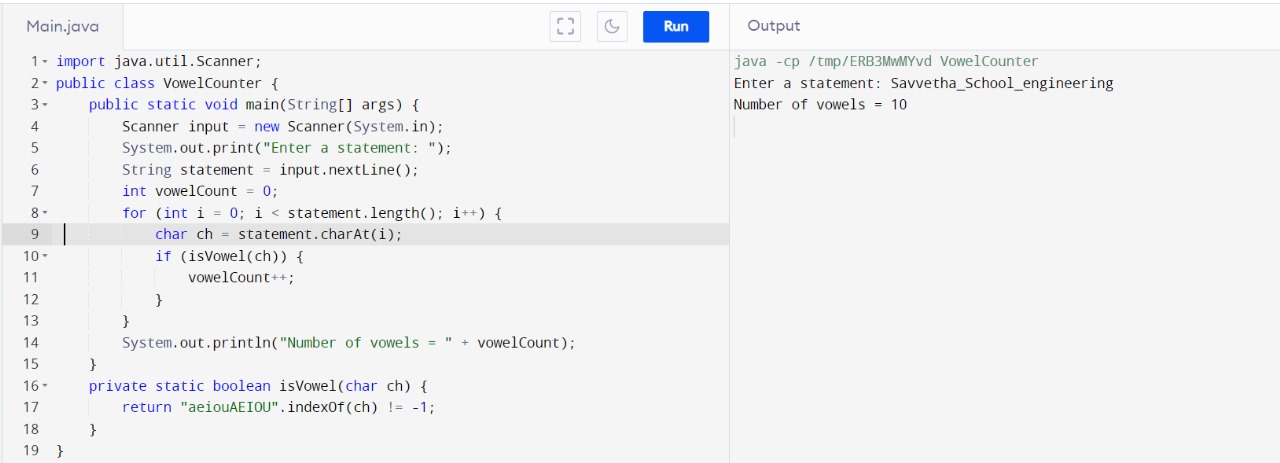 Main.java
Run
1 import java.util.Scanner;
2 public class VowelCounter {
3     public static void main(String[] args) {
4         Scanner input = new Scanner(System.in);
5         System.out.print("Enter a statement: ");
6         String statement = input.nextLine();
7         int vowelCount = 0;
8         for (int i = 0; i < statement.length(); i++) {
9             char ch = statement.charAt(i);
10             if (isVowel(ch)) {
11                 vowelCount++;
12             }
13         }
14         System.out.println("Number of vowels = " + vowelCount);
15     }
16     private static boolean isVowel(char ch) {
17         return "aeiouAEIOU".indexOf(ch) != -1;
18     }
19 }
Output
java -cp /tmp/ERB3MwMYvd VowelCounter
Enter a statement: Savvetha_School_engineering
Number of vowels = 10